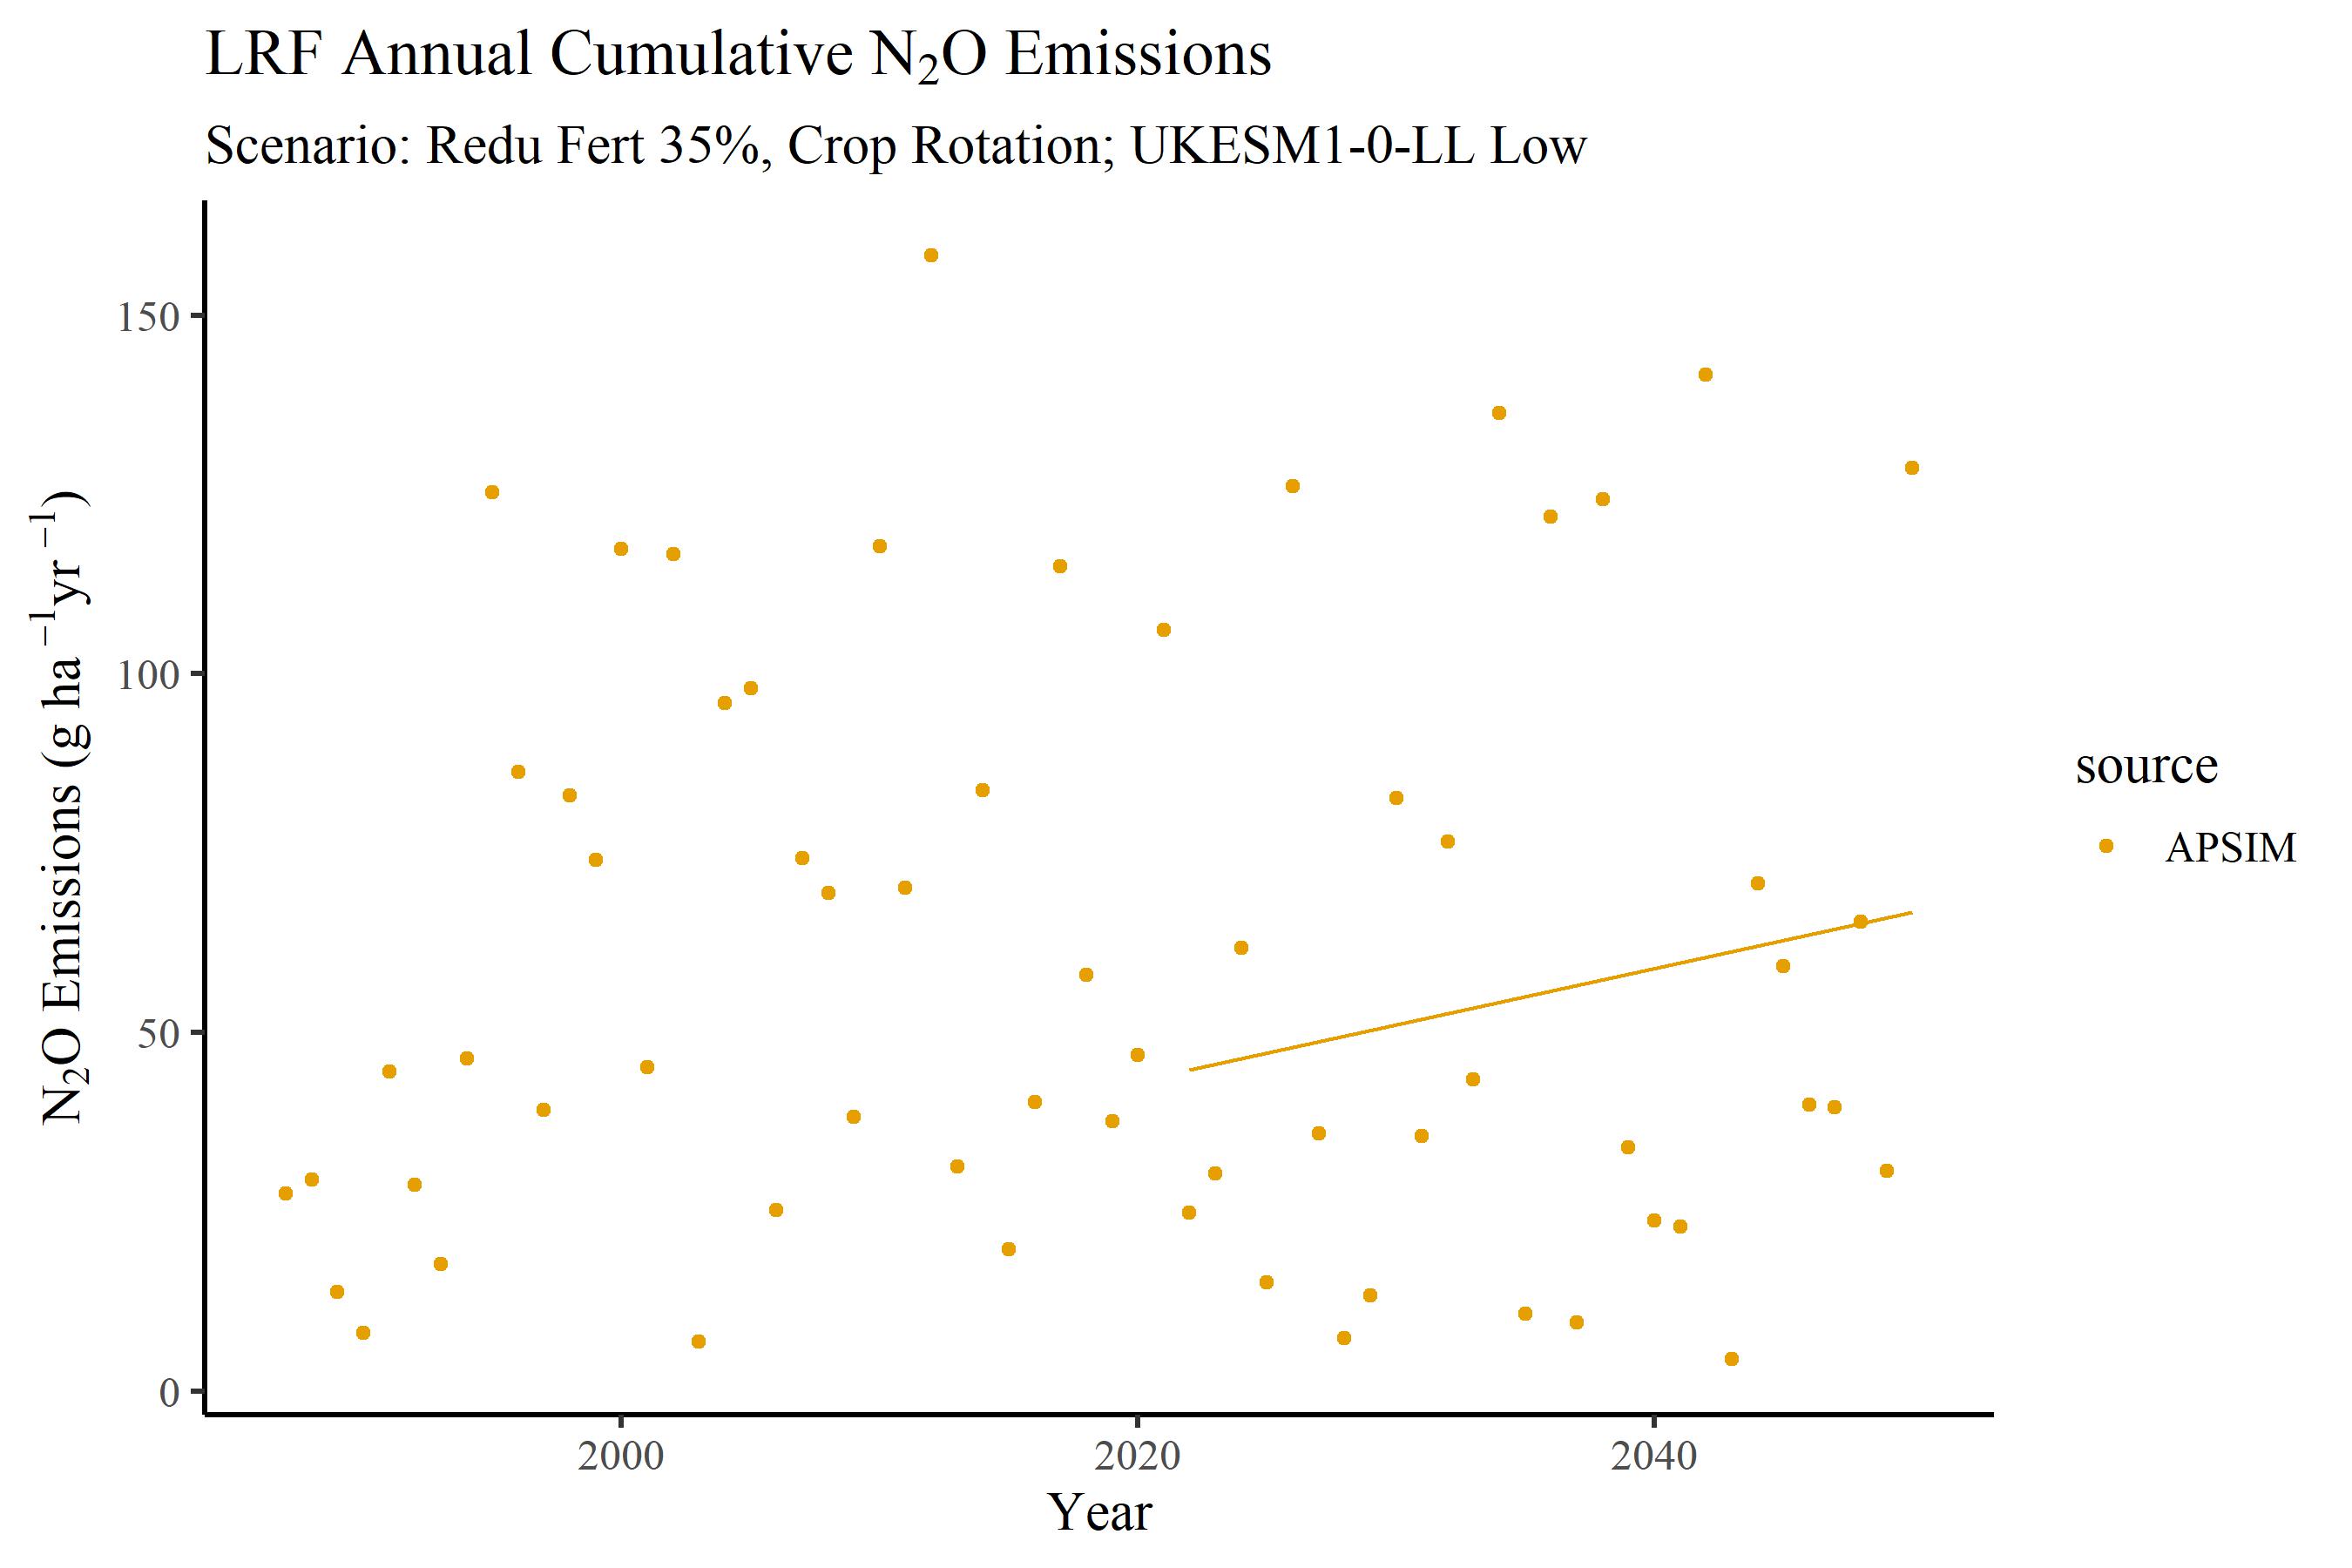 LRF Annual Cumulative N₂O Emissions
Scenario: Redu Fert 35%, Crop Rotation; UKESM1-0-LL Low
N₂O Emissions (g ha ⁻¹yr ⁻¹)
150
100
50
0
2000 2020 2040
Year
source
APSIM